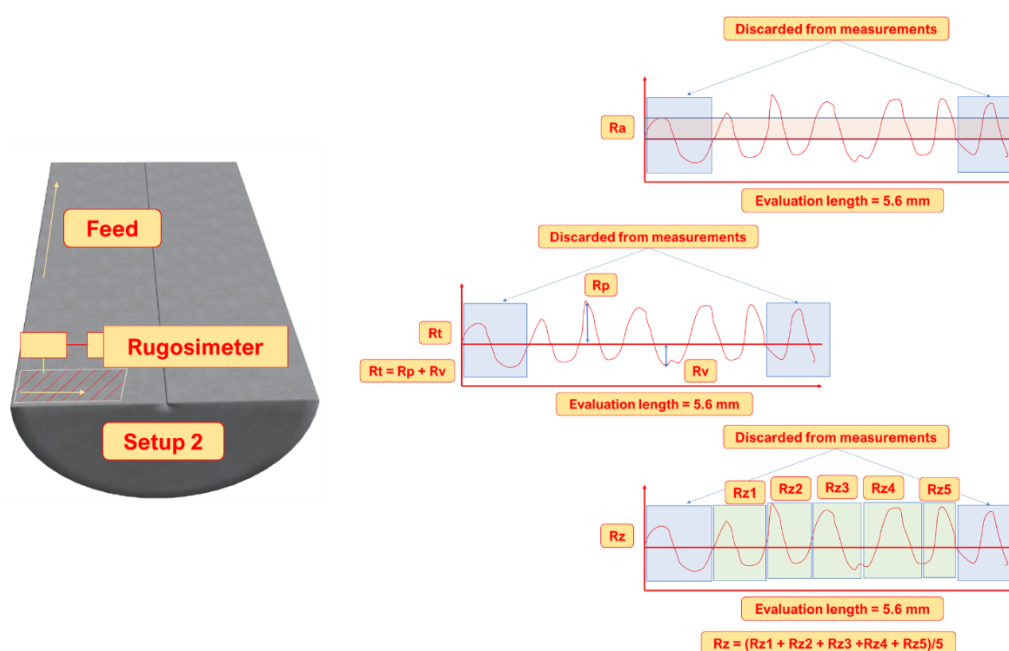 Feed
Rugosimeter
Setup 2
Discarded from measurements
Ra
Evaluation length = 5.6 mm
Discarded from measurements
Rp
Rt
Rv
Rt = Rp + Rv
Evaluation length = 5.6 mm
Discarded from measurements
Rz1
Rz2
Rz3
Rz4
Rz5
Rz
Evaluation length = 5.6 mm
Rz = (Rz1 + Rz2 + Rz3 +Rz4 + Rz5)/5